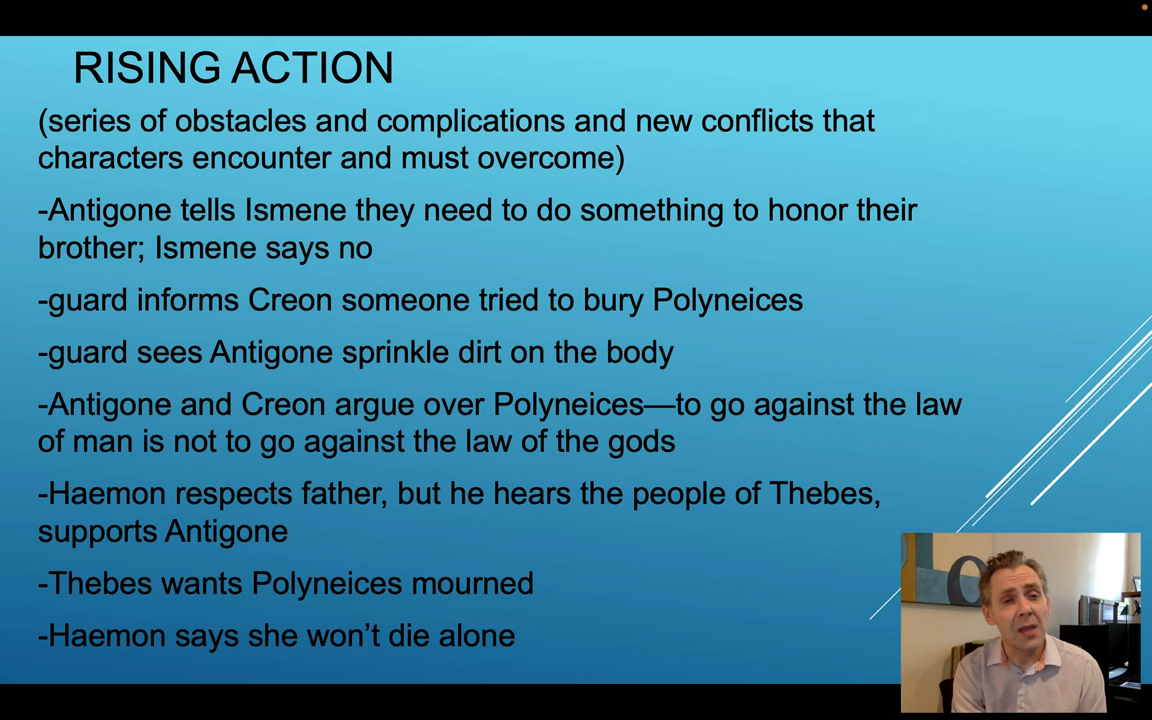 RISING ACTION
(series of obstacles and complications and new conflicts that
characters encounter and must overcome)
-Antigone tells Ismene they need to do something to honor their
brother; Ismene says no
-guard informs Creon someone tried to bury Polyneices
-guard sees Antigone sprinkle dirt on the body
-Antigone and Creon argue over Polyneices—to go against the law
of man is not to go against the law of the gods
-Haemon respects father, but he hears the people of Thebes,
supports Antigone
-Thebes wants Polyneices mourned
-Haemon says she won’t die alone